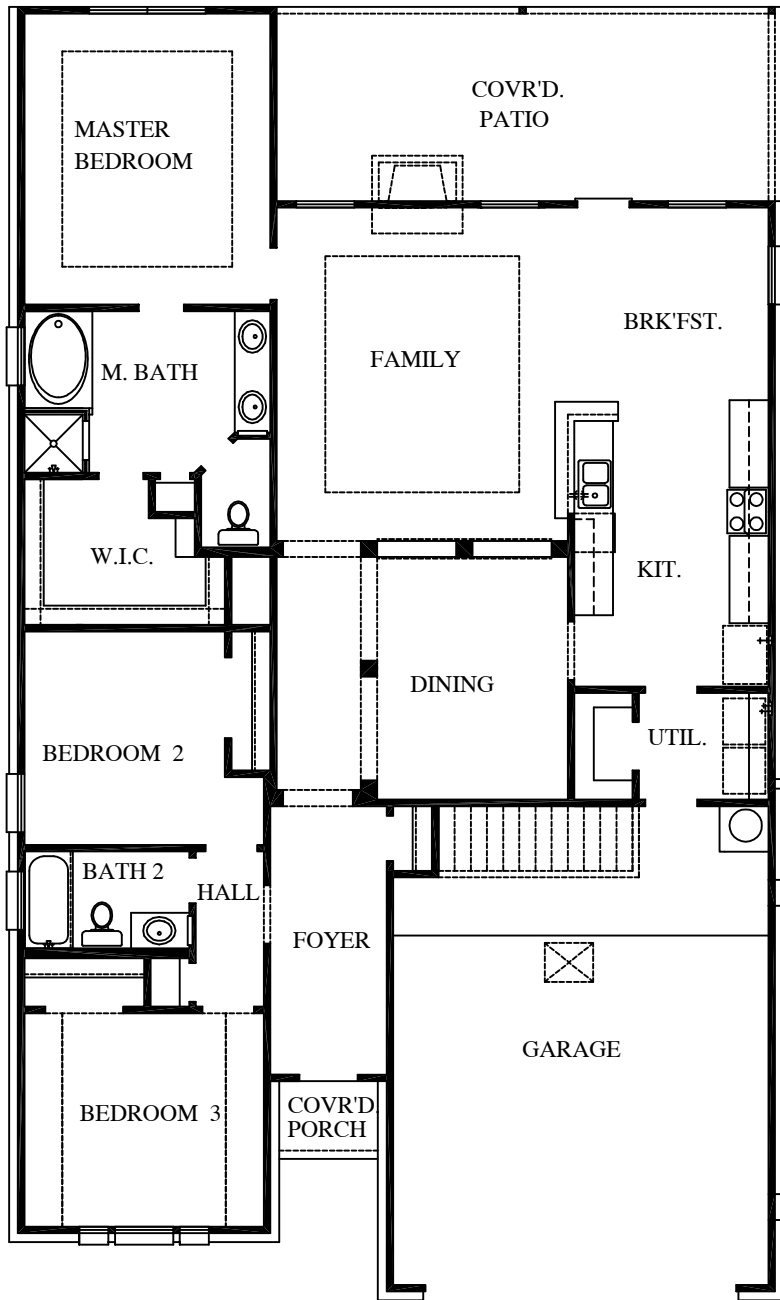 COVR'D.
PATIO
MASTER
BEDROOM
BRK'FST.
FAMILY
M. BATH
W.I.C.
KIT.
DINING
UTIL.
BEDROOM 2
BATH 2
HALL
FOYER
GARAGE
COVR'D.
PORCH
BEDROOM 3